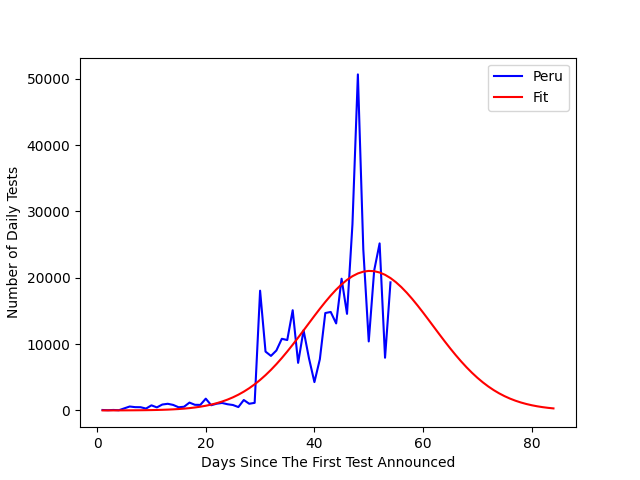 Peru
Fit
50000
40000
30000
20000
10000
0
Number of Daily Tests
0 20 40 60 80
Days Since The First Test Announced